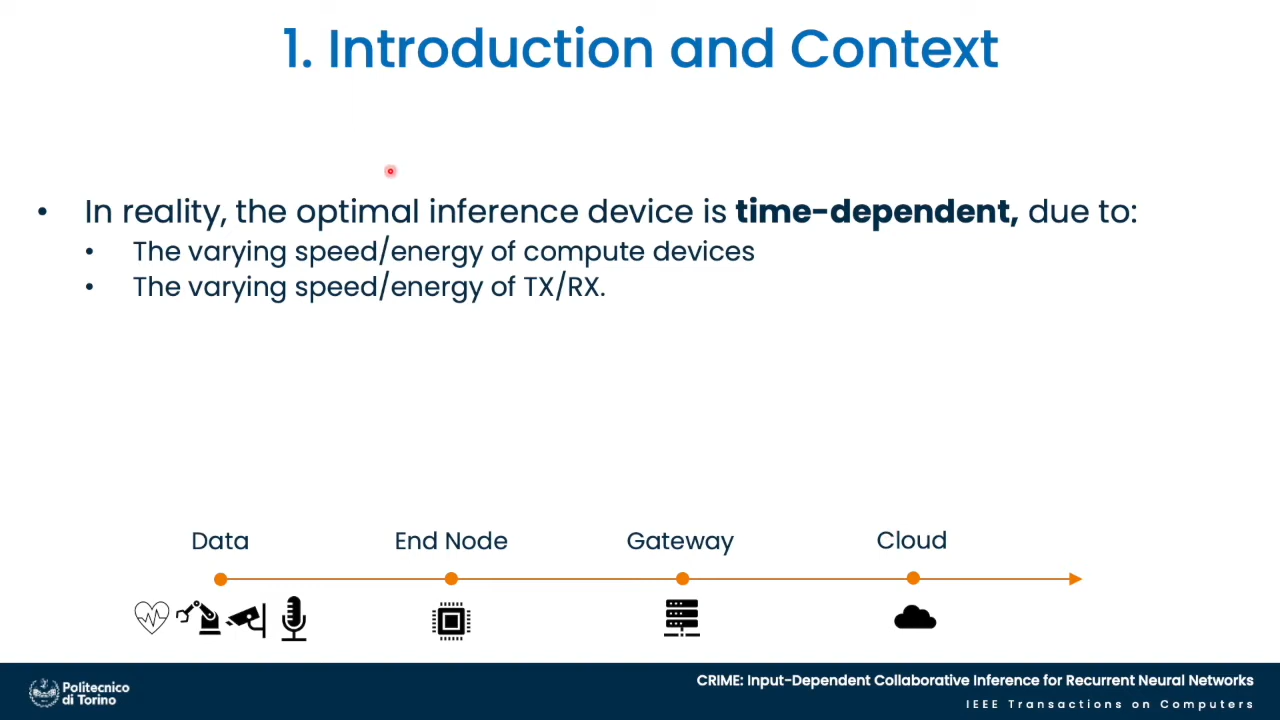 1. Introduction and Context
• In reality, the optimal inference device is time-dependent, due to:
• The varying speed/energy of compute devices
• The varying speed/energy of TX/RX.
Data End Node Gateway Cloud
Politecnico
di Torino
CRIME: Input-Dependent Collaborative Inference for Recurrent Neural Networks
IEEE Transactions on Computers